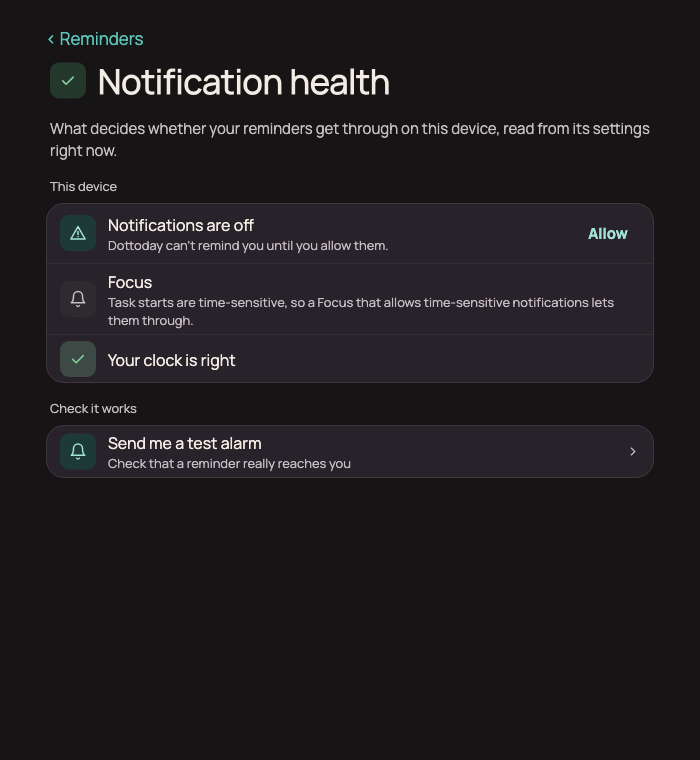 Reminders
Notification health
What decides whether your reminders get through on this device, read from its settings
right now.
This device
Notifications are off
Dottoday can't remind you until you allow them.
Allow
Focus
Task starts are time-sensitive, so a Focus that allows time-sensitive notifications lets
them through.
Your clock is right
Check it works
Send me a test alarm
Check that a reminder really reaches you